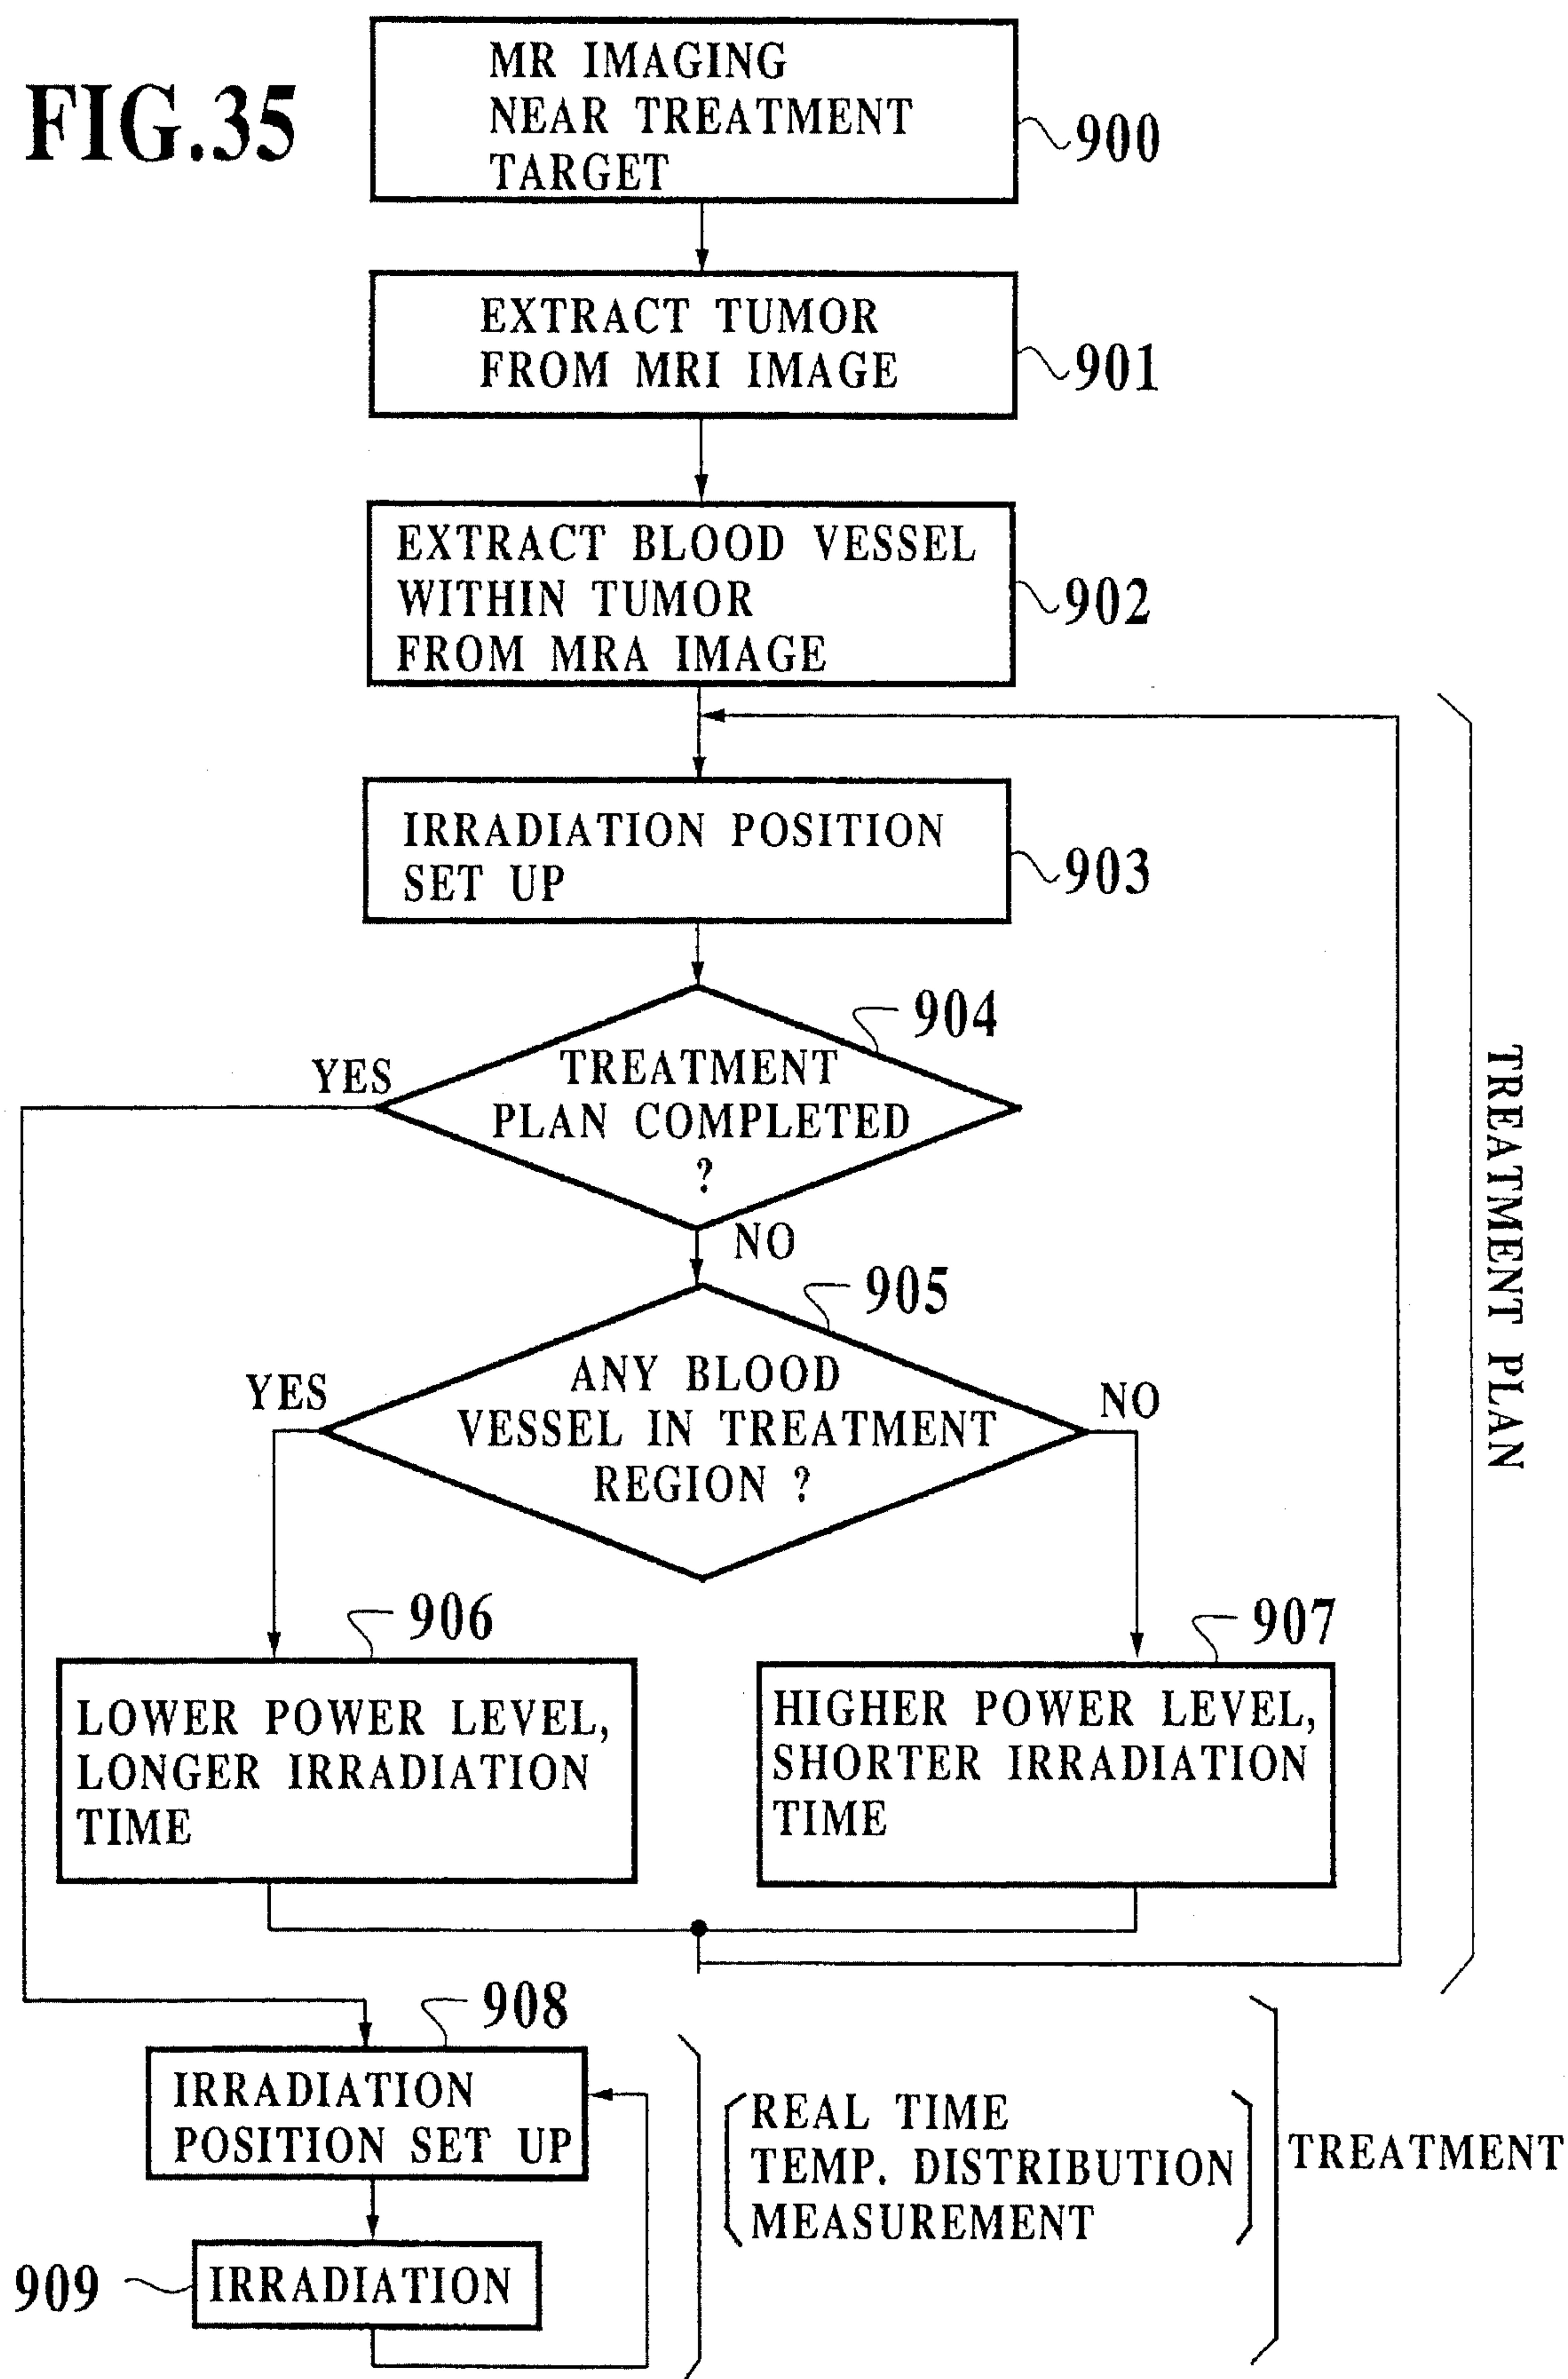 FIG.35
MR IMAGING
NEAR TREATMENT
TARGET
900
EXTRACT TUMOR
FROM MRI IMAGE
901
EXTRACT BLOOD VESSEL
WITHIN TUMOR
FROM MRA IMAGE
902
IRRADIATION POSITION
SET UP
903
904
YES
TREATMENT
PLAN COMPLETED
?
NO
905
YES
ANY BLOOD
VESSEL IN TREATMENT
REGION ?
NO
TREATMENT PLAN
906
LOWER POWER LEVEL,
LONGER IRRADIATION
TIME
907
HIGHER POWER LEVEL,
SHORTER IRRADIATION
TIME
908
IRRADIATION
POSITION SET UP
909
IRRADIATION
REAL TIME
TEMP. DISTRIBUTION
MEASUREMENT
TREATMENT